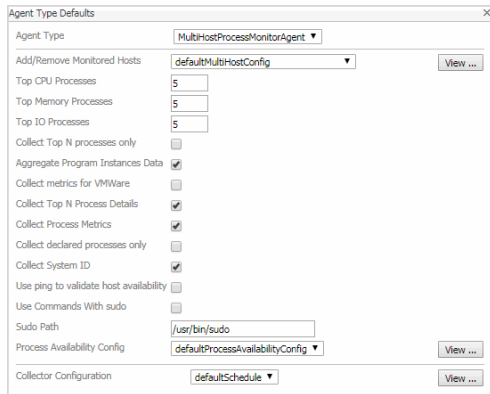 Agent Type Defaults
Agent Type MultiHostProcessMonitorAgent
Add/Remove Monitored Hosts defaultMultiHostConfig View ...
Top CPU Processes 5
Top Memory Processes 5
Top IO Processes 5
Collect Top N processes only
Aggregate Program Instances Data
Collect metrics for VMWare
Collect Top N Process Details
Collect Process Metrics
Collect declared processes only
Collect System ID
Use ping to validate host availability
Use Commands With sudo
Sudo Path /usr/bin/sudo
Process Availability Config defaultProcessAvailabilityConfig View ...
Collector Configuration defaultSchedule View ...